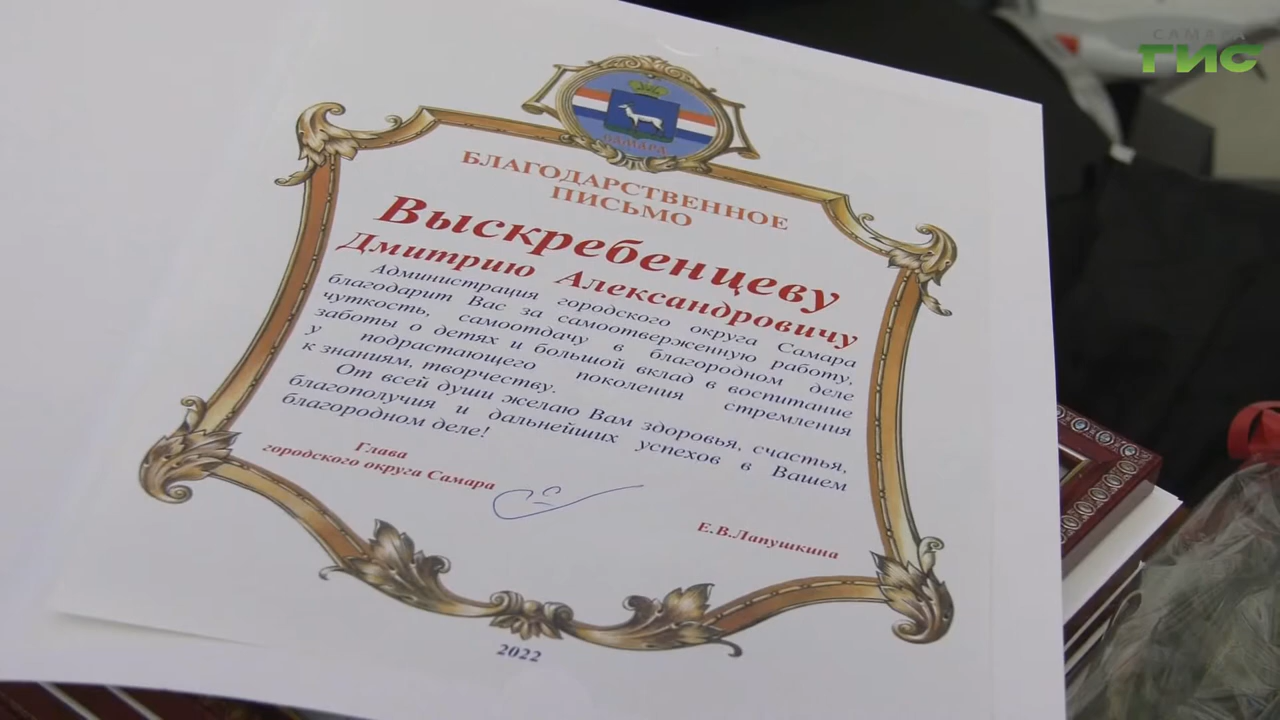 САМАРА
ГИС
САМАРА
БЛАГОДАРСТВЕННОЕ
ПИСЬМО
Выскребенцеву
Дмитрию Александровичу
Администрация городского округа Самара
благодарит Вас за самоотверженную работу,
чуткость, самоотдачу в благородном деле
заботы о детях и большой вклад в воспитание
у подрастающего поколения стремления
к знаниям, творчеству.
От всей души желаю Вам здоровья, счастья,
благополучия и дальнейших успехов в Вашем
благородном деле!
Глава
городского округа Самара
Е.В.Лапушкина
2022